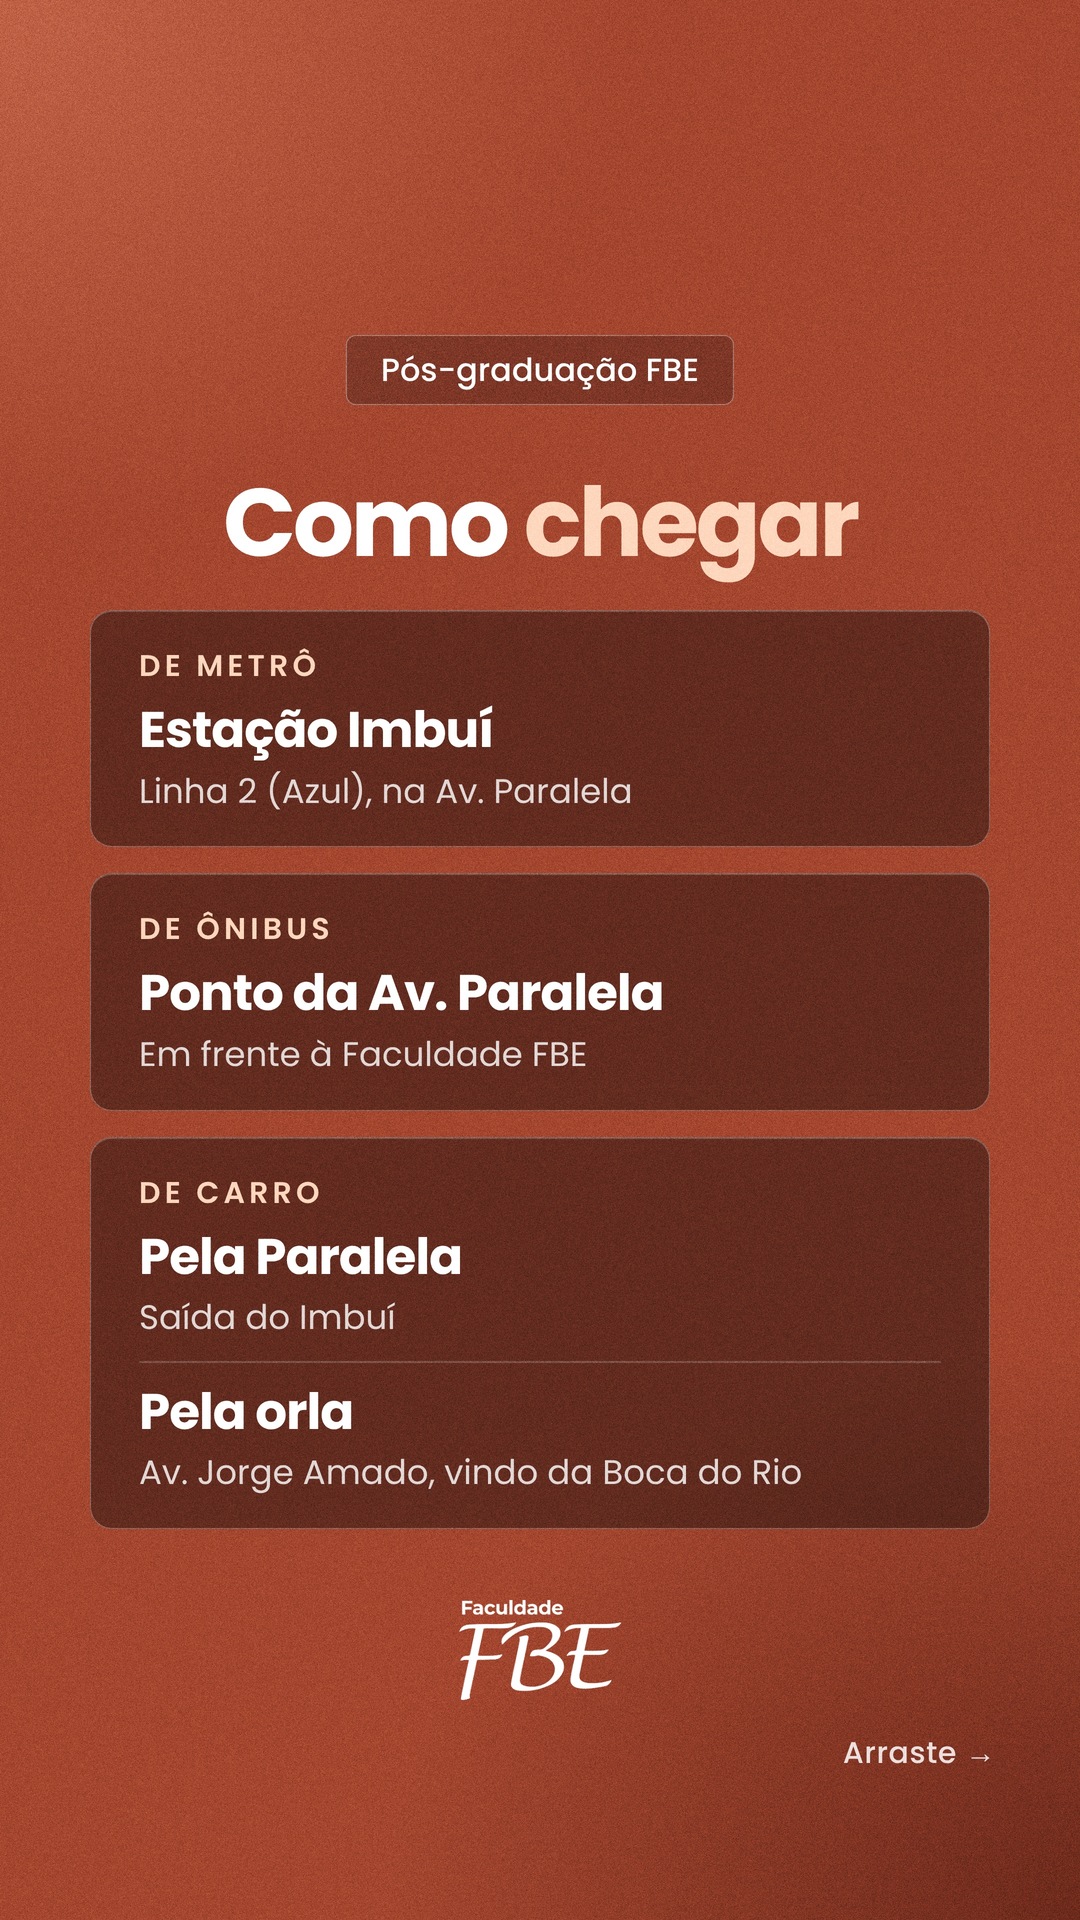 Pós-graduação FBE
Como chegar
DE METRÔ
Estação Imbuí
Linha 2 (Azul), na Av. Paralela
DE ÔNIBUS
Ponto da Av. Paralela
Em frente à Faculdade FBE
DE CARRO
Pela Paralela
Saída do Imbuí
Pela orla
Av. Jorge Amado, vindo da Boca do Rio
Faculdade
FBE
Arraste →